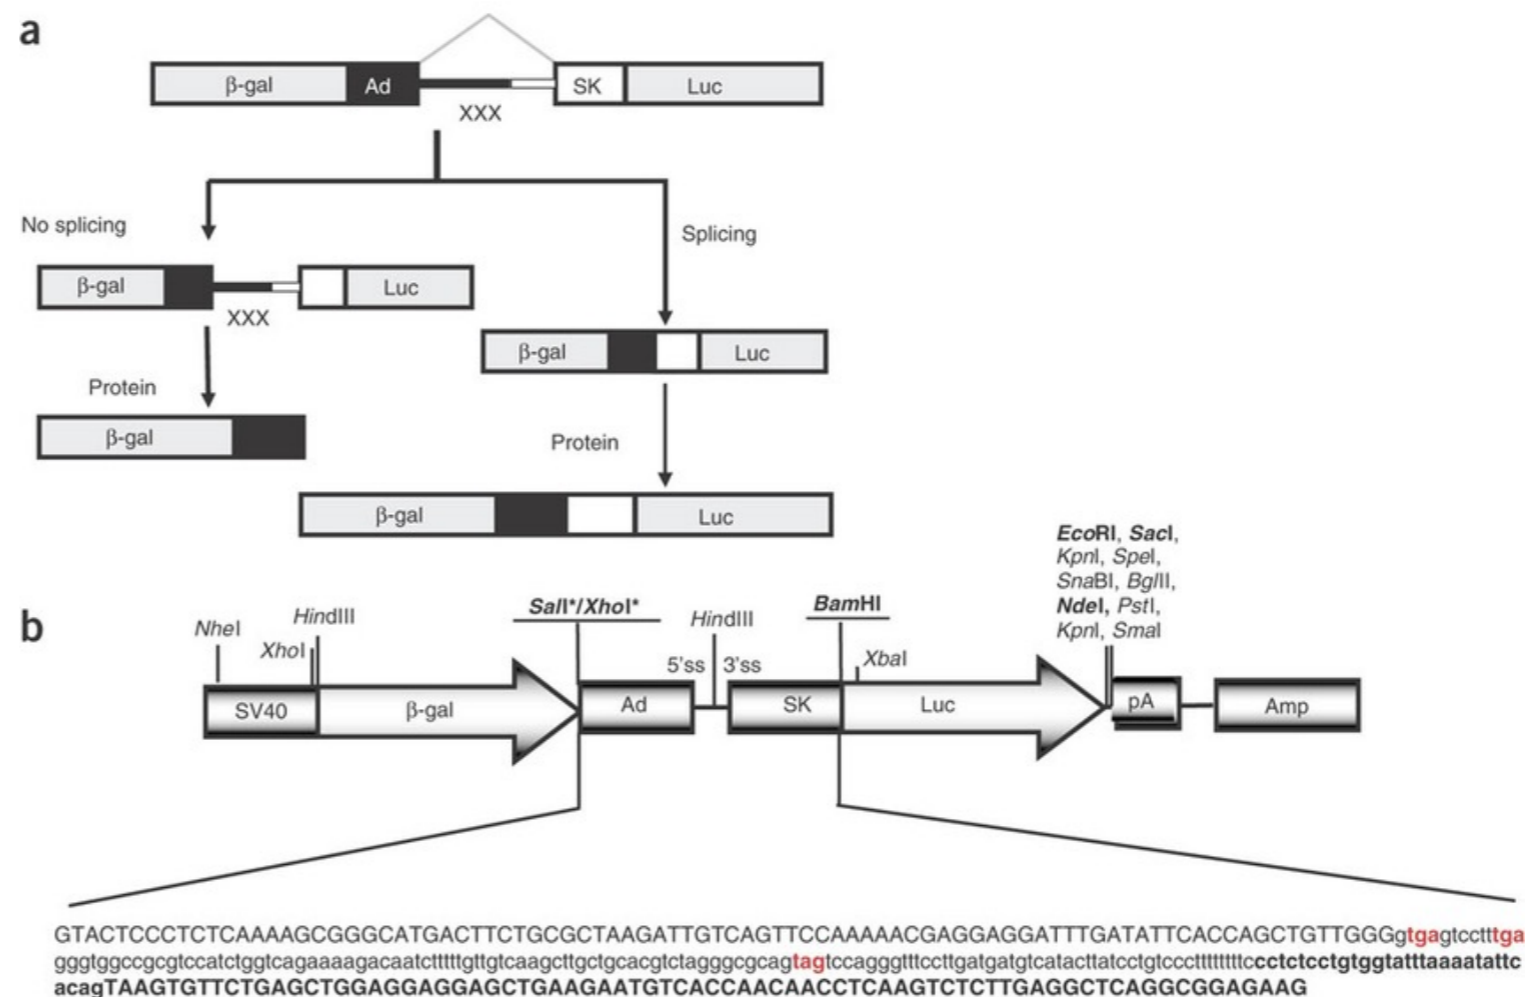 a
β-gal Ad SK Luc
XXX
No splicing
Splicing
β-gal Luc
XXX
β-gal Luc
Protein
β-gal
Protein
β-gal Luc
b
EcoRI, SacI,
KpnI, SpeI,
SnaBI, BglII,
NdeI, PstI,
KpnI, SmaI
NheI
XhoI
HindIII
SalI*/XhoI*
HindIII
BamHI
XbaI
5'ss 3'ss
SV40 β-gal Ad SK Luc pA Amp
GTACTCCCTCTCAAAAGCGGGCATGACTTCTGCGCTAAGATTGTCAGTTCCAAAAACGAGGAGGATTTGATATTCACCAGCTGTTGGGgtgagtcctttga
gggtggccgcgtccatctggtcagaaaagacaatctttttgttgtcaagcttgctgcacgtctagggcgcagtagtccagggtttccttgatgatgtcatacttatcctgtcccttttttttttcctctcctgtggtatttaaaatattc
acagTAAGTGTTCTGAGCTGGAGGAGGAGCTGAAGAATGTCACCAACAACCTCAAGTCTCTTGAGGCTCAGGCGGAGAAG